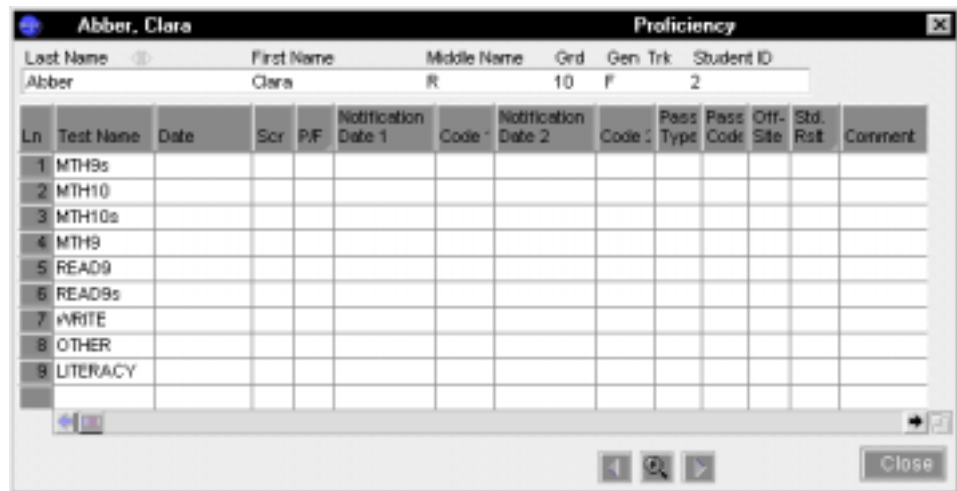 Abber, Clara Proficiency
Last Name First Name Middle Name Grd Gen Trk Student ID
Abber Clara R 10 F 2
Ln Test Name Date Scr P/F Notification Date 1 Code Notification Date 2 Code Pass Type Pass Code Off-Site Std. Rslt Comment
1 MTH9s
2 MTH10
3 MTH10s
4 MTH9
5 READ9
6 READ9s
7 WRITE
8 OTHER
9 LITERACY
Close